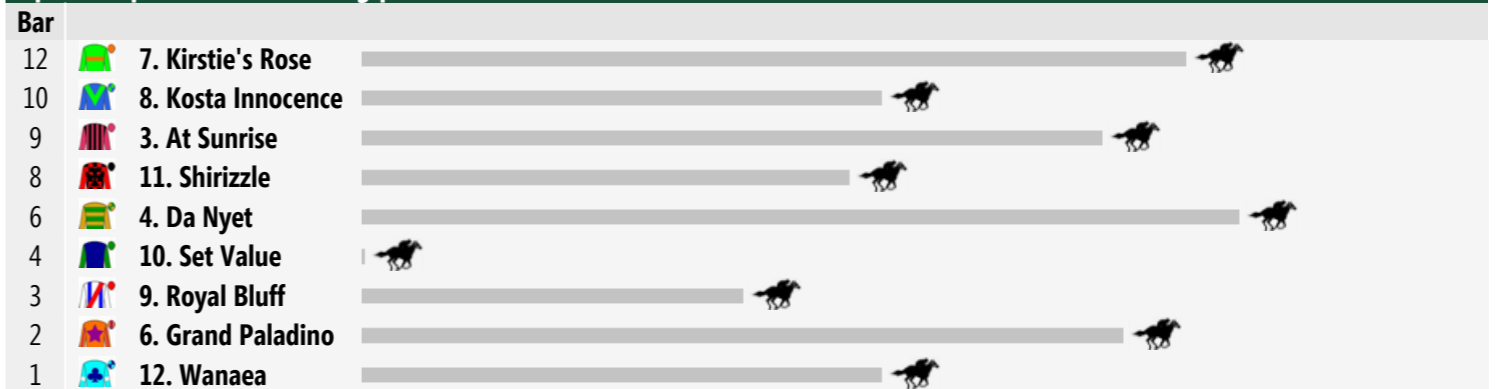 Bar
12 7. Kirstie's Rose
10 8. Kosta Innocence
9 3. At Sunrise
8 11. Shirizzle
6 4. Da Nyet
4 10. Set Value
3 9. Royal Bluff
2 6. Grand Paladino
1 12. Wanaea